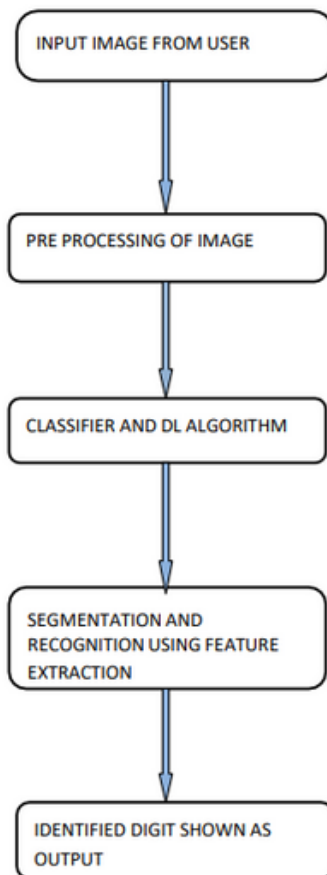 INPUT IMAGE FROM USER
PRE PROCESSING OF IMAGE
CLASSIFIER AND DL ALGORITHM
SEGMENTATION AND
RECOGNITION USING FEATURE
EXTRACTION
IDENTIFIED DIGIT SHOWN AS
OUTPUT